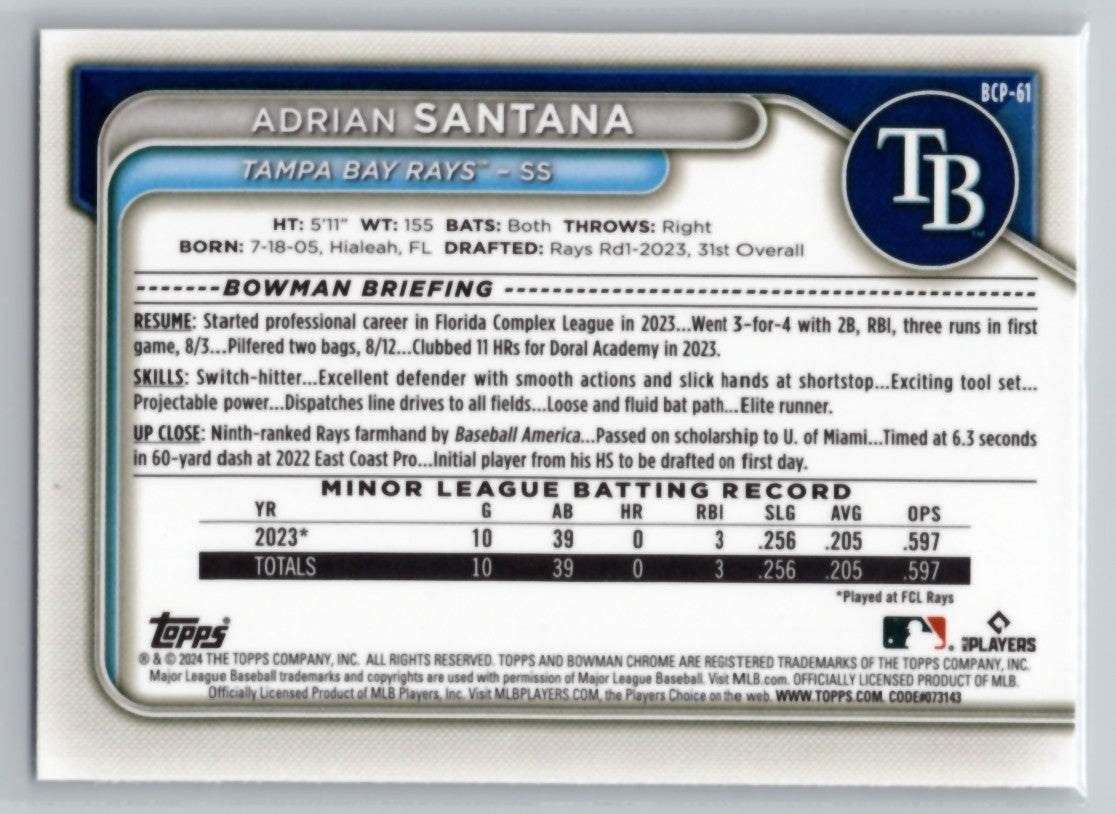 BCP-61
ADRIAN SANTANA
TAMPA BAY RAYS™ - SS
TB™
HT: 5'11" WT: 155 BATS: Both THROWS: Right
BORN: 7-18-05, Hialeah, FL DRAFTED: Rays Rd1-2023, 31st Overall
BOWMAN BRIEFING
RESUME: Started professional career in Florida Complex League in 2023...Went 3-for-4 with 2B, RBI, three runs in first
game, 8/3...Pilfered two bags, 8/12...Clubbed 11 HRs for Doral Academy in 2023.
SKILLS: Switch-hitter...Excellent defender with smooth actions and slick hands at shortstop...Exciting tool set...
Projectable power...Dispatches line drives to all fields...Loose and fluid bat path...Elite runner.
UP CLOSE: Ninth-ranked Rays farmhand by Baseball America...Passed on scholarship to U. of Miami...Timed at 6.3 seconds
in 60-yard dash at 2022 East Coast Pro...Initial player from his HS to be drafted on first day.
MINOR LEAGUE BATTING RECORD
YR G AB HR RBI SLG AVG OPS
2023* 10 39 0 3 .256 .205 .597
TOTALS 10 39 0 3 .256 .205 .597
*Played at FCL Rays
Topps®
MLB PLAYERS
® & © 2024 THE TOPPS COMPANY, INC. ALL RIGHTS RESERVED. TOPPS AND BOWMAN CHROME ARE REGISTERED TRADEMARKS OF THE TOPPS COMPANY, INC.
Major League Baseball trademarks and copyrights are used with permission of Major League Baseball. Visit MLB.com. OFFICIALLY LICENSED PRODUCT OF MLB.
Officially Licensed Product of MLB Players, Inc. Visit MLBPLAYERS.COM, the Players Choice on the web. WWW.TOPPS.COM. CODE#073143